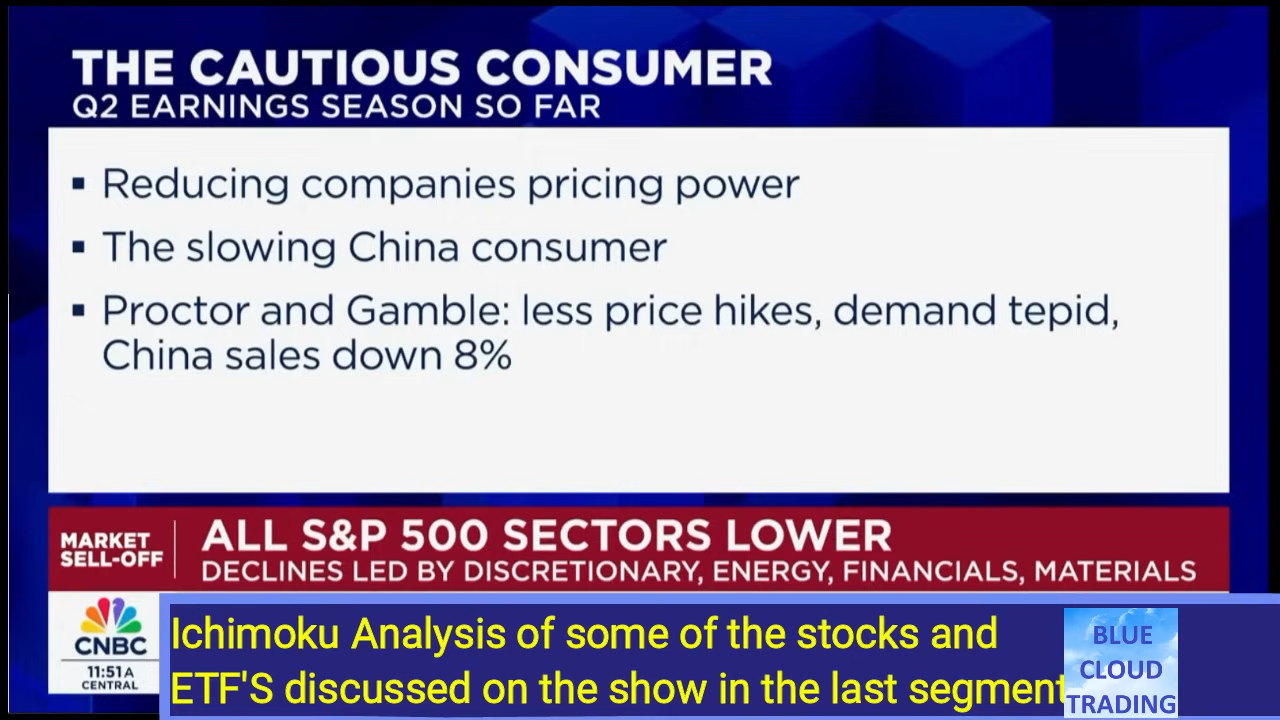 THE CAUTIOUS CONSUMER
Q2 EARNINGS SEASON SO FAR
▪ Reducing companies pricing power
▪ The slowing China consumer
▪ Proctor and Gamble: less price hikes, demand tepid,
China sales down 8%
MARKET
SELL-OFF
ALL S&P 500 SECTORS LOWER
DECLINES LED BY DISCRETIONARY, ENERGY, FINANCIALS, MATERIALS
CNBC
11:51A
CENTRAL
Ichimoku Analysis of some of the stocks and
ETF'S discussed on the show in the last segment
BLUE
CLOUD
TRADING